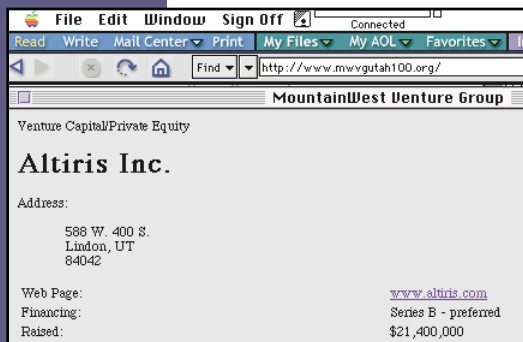 File Edit Window Sign Off Connected
Read Write Mail Center Print My Files My AOL Favorites
Find http://www.mwvgutah100.org/
MountainWest Venture Group
Venture Capital/Private Equity
Altiris Inc.
Address:
588 W. 400 S.
Lindon, UT
84042
Web Page: www.altiris.com
Financing: Series B - preferred
Raised: $21,400,000